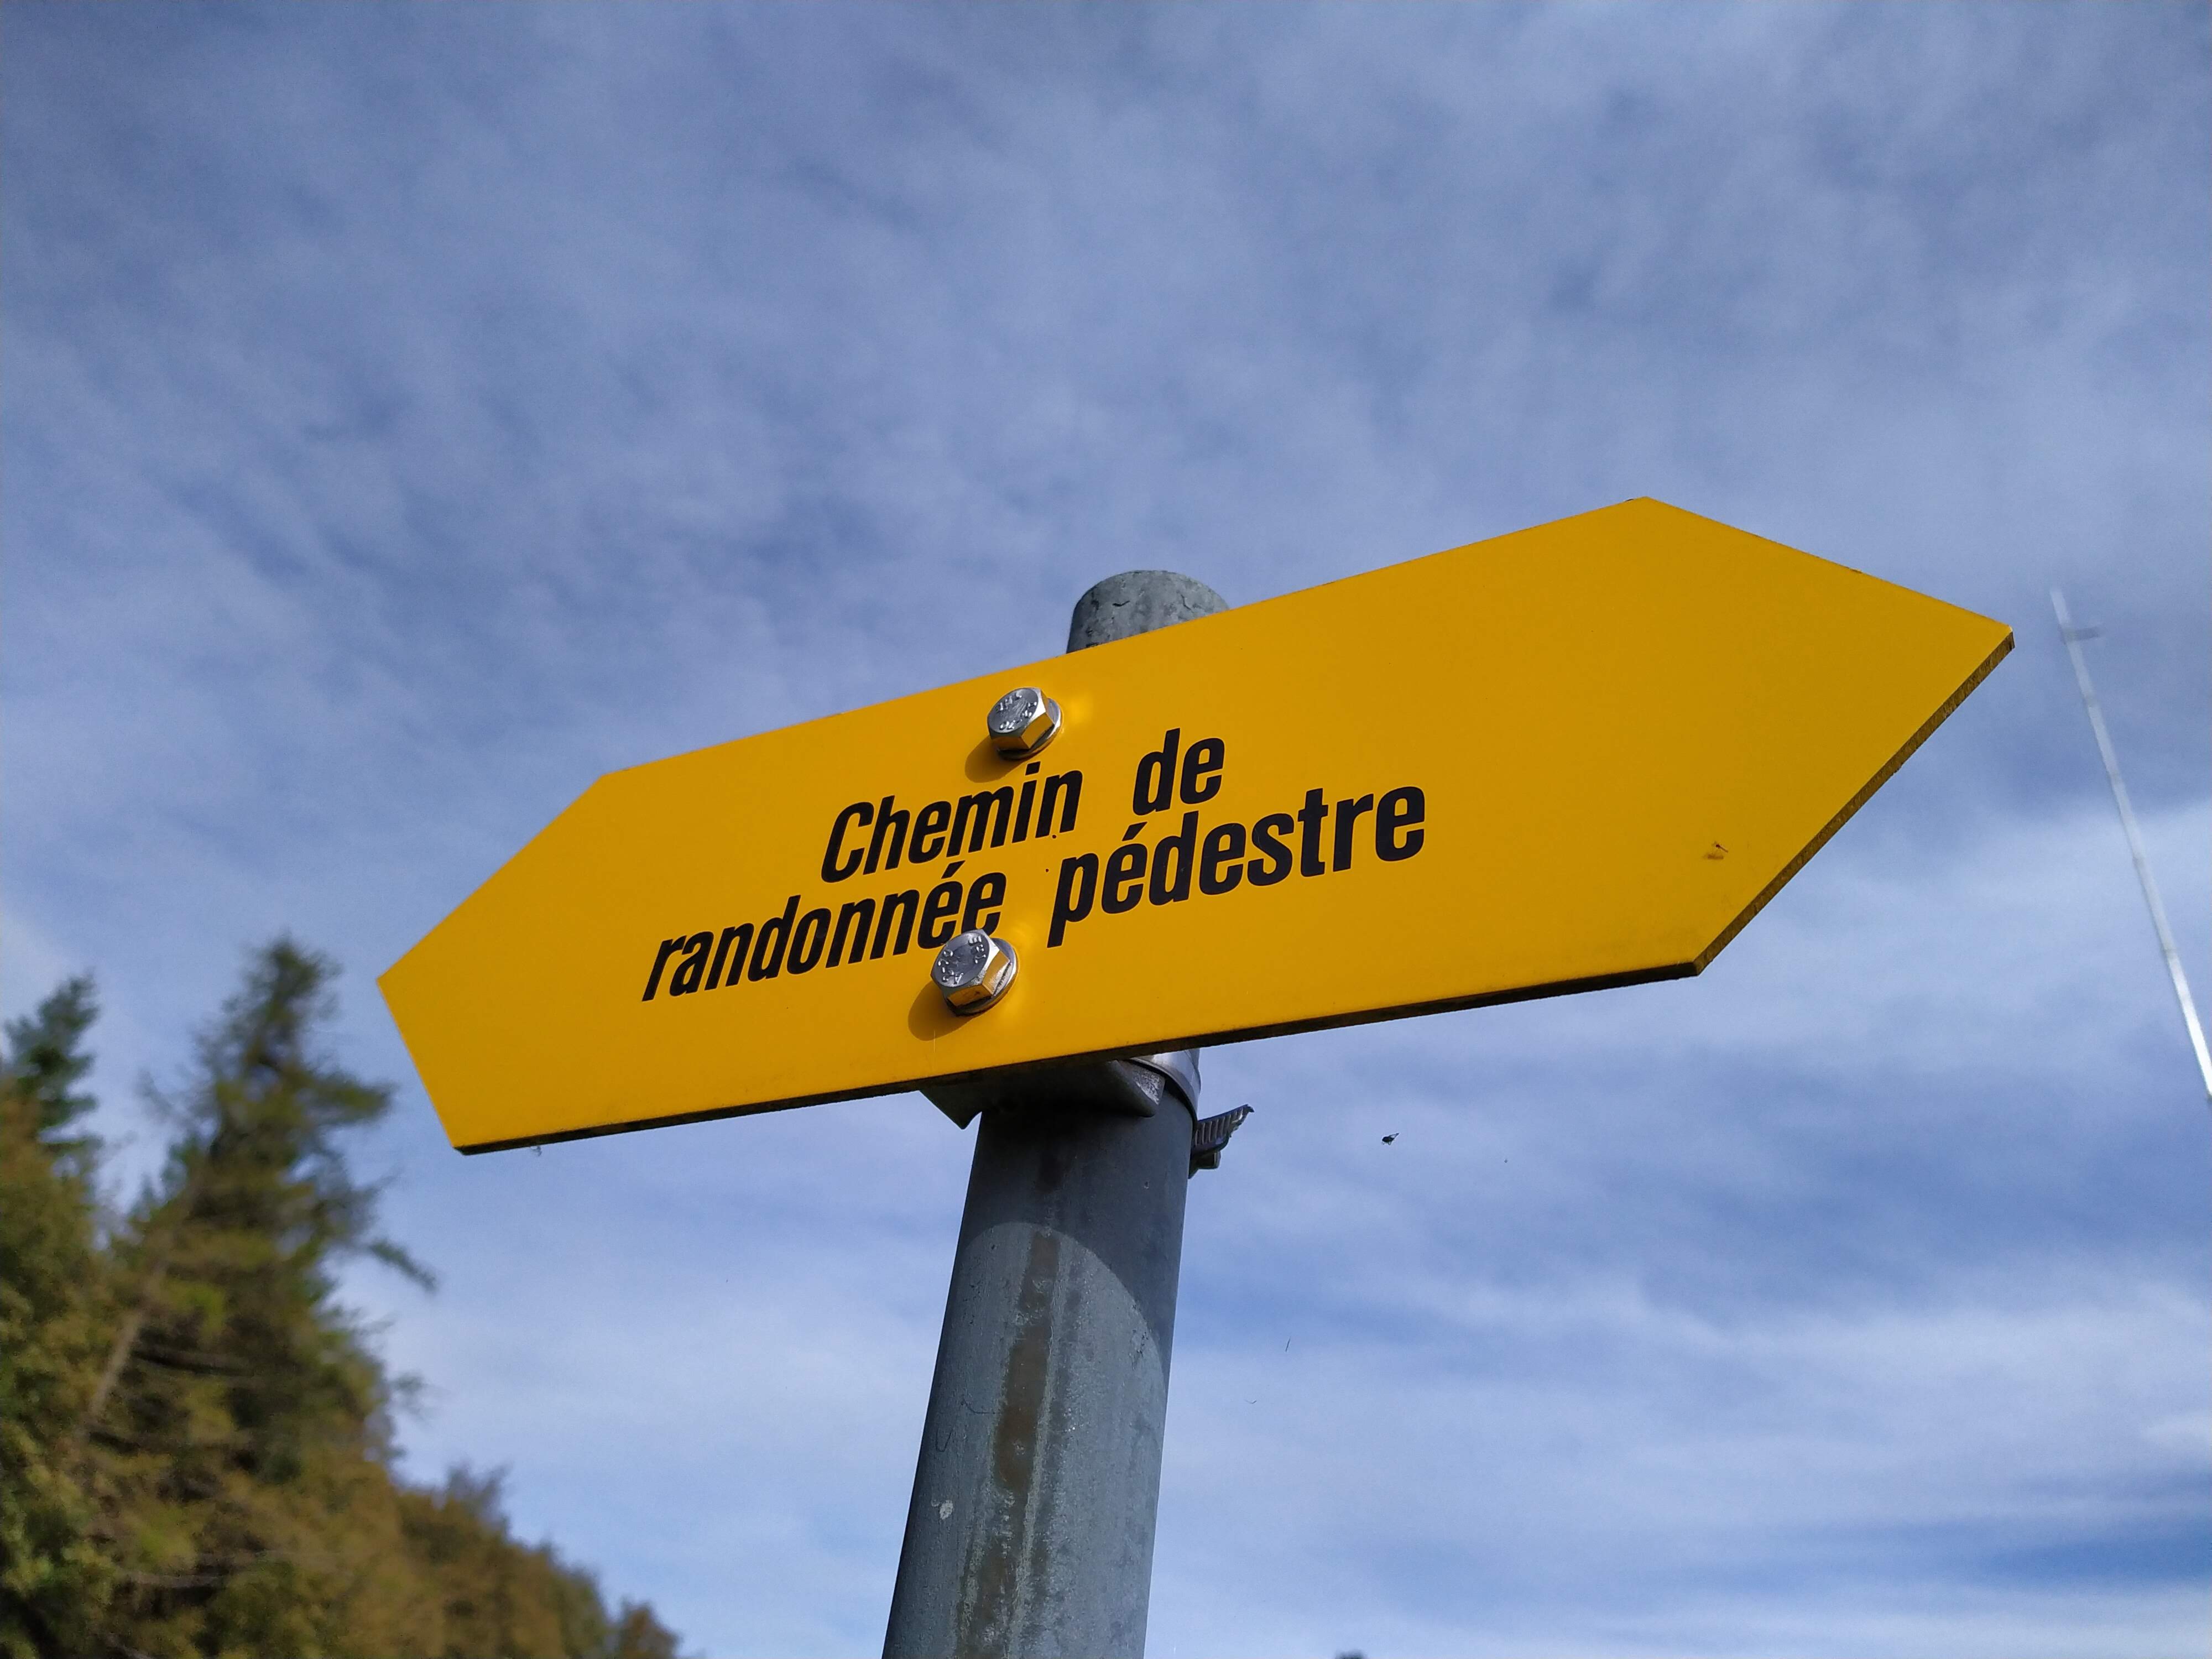 Chemin de
randonnée pédestre